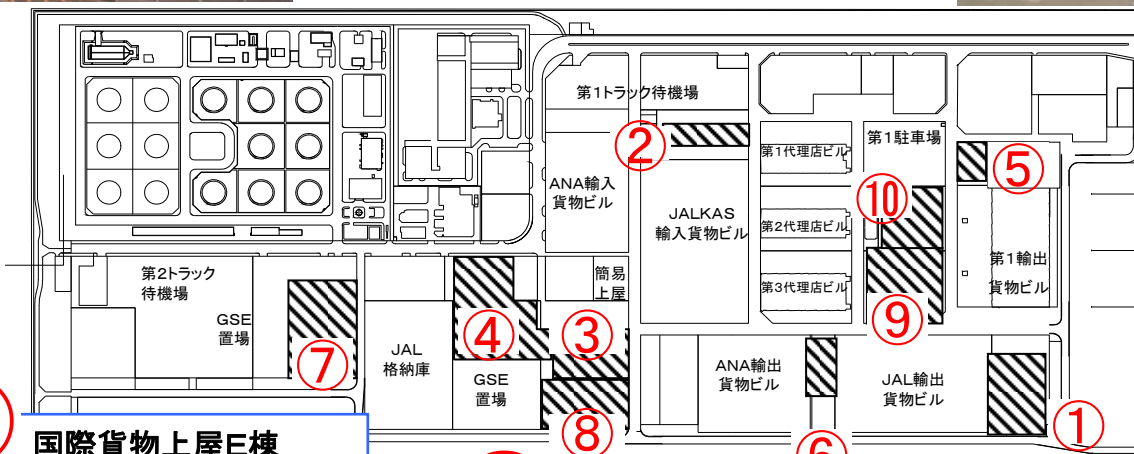 第1トラック待機場
②
第1代理店ビル
第1駐車場
⑤
ANA輸入
貨物ビル
⑩
JALKAS
輸入貨物ビル
第2代理店ビル
第1輸出
貨物ビル
第2トラック
待機場
簡易
上屋
第3代理店ビル
GSE
置場
④
③
⑨
⑦
JAL
格納庫
GSE
置場
ANA輸出
貨物ビル
JAL輸出
貨物ビル
①
⑧
⑥
国際貨物上屋E棟